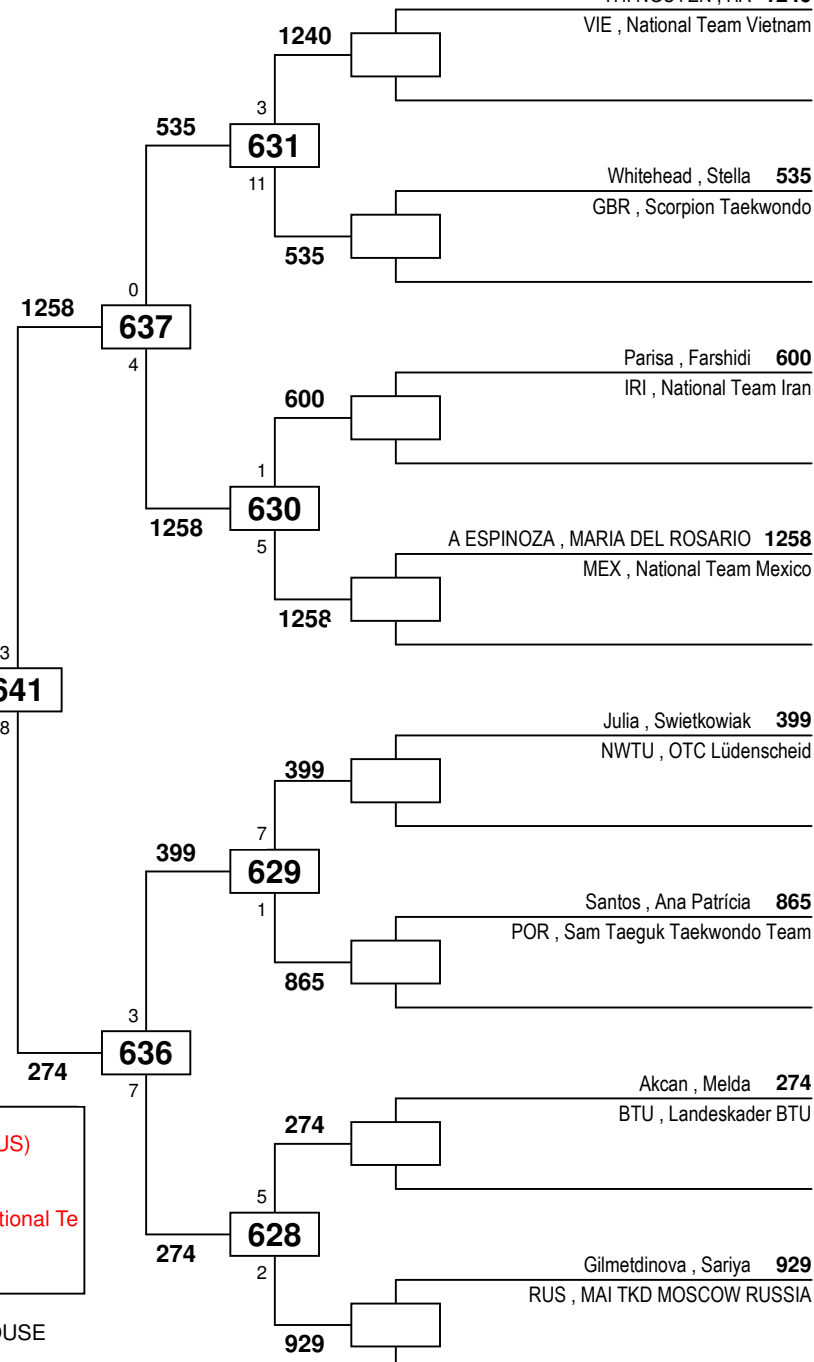 1240
VIE , National Team Vietnam
3
535
631
11
Whitehead , Stella 535
GBR , Scorpion Taekwondo
535
0
1258
637
4
Parisa , Farshidi 600
IRI , National Team Iran
600
1
630
1258
5
A ESPINOZA , MARIA DEL ROSARIO 1258
MEX , National Team Mexico
1258
3
641
8
Julia , Swietkowiak 399
NWTU , OTC Lüdenscheid
399
7
399
629
1
Santos , Ana Patrícia 865
POR , Sam Taeguk Taekwondo Team
865
3
636
274
7
Akcan , Melda 274
BTU , Landeskader BTU
274
US)
5
tional Te
628
274
2
Gilmetdinova , Sariya 929
RUS , MAI TKD MOSCOW RUSSIA
OUSE
929